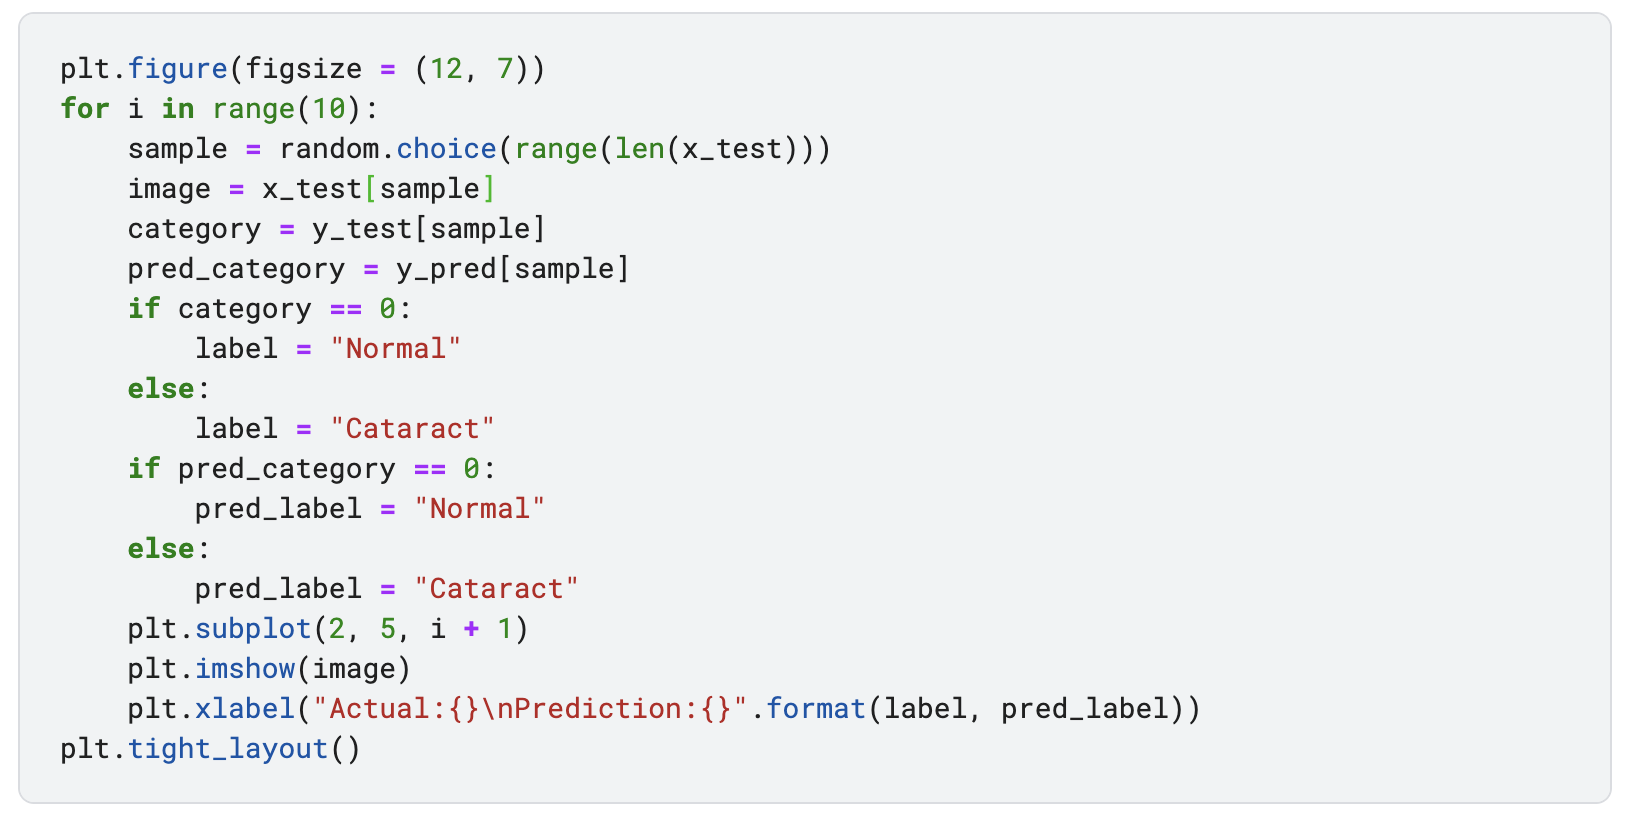 plt.figure(figsize = (12, 7))
for i in range(10):
    sample = random.choice(range(len(x_test)))
    image = x_test[sample]
    category = y_test[sample]
    pred_category = y_pred[sample]
    if category == 0:
        label = "Normal"
    else:
        label = "Cataract"
    if pred_category == 0:
        pred_label = "Normal"
    else:
        pred_label = "Cataract"
    plt.subplot(2, 5, i + 1)
    plt.imshow(image)
    plt.xlabel("Actual:{}\nPrediction:{}".format(label, pred_label))
plt.tight_layout()